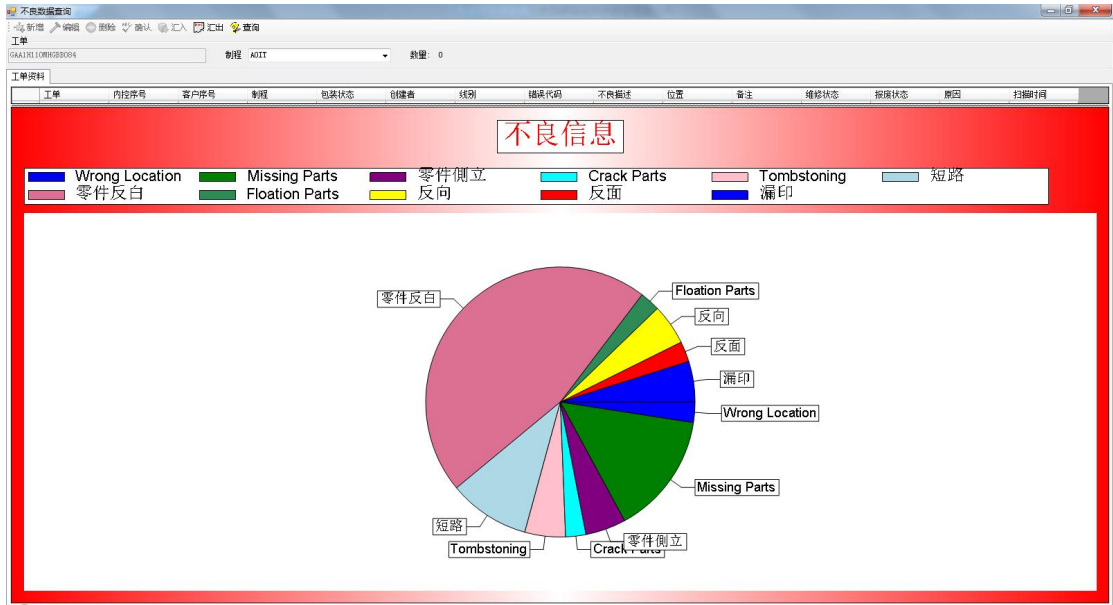 不良数据查询
新增 编辑 删除 确认 汇入 汇出 查询
工单
GAA1H110MHGBB084 制程 AOIT 数量: 0
工单资料
工单 内控序号 客户序号 制程 包装状态 创建者 线别 错误代码 不良描述 位置 备注 维修状态 报废状态 原因 扫描时间
不良信息
Wrong Location Missing Parts 零件側立 Crack Parts Tombstoning 短路
零件反白 Floation Parts 反向 反面 漏印
Floation Parts
零件反白
反向
反面
漏印
Wrong Location
Missing Parts
短路
零件側立
Tombstoning
Crack Parts